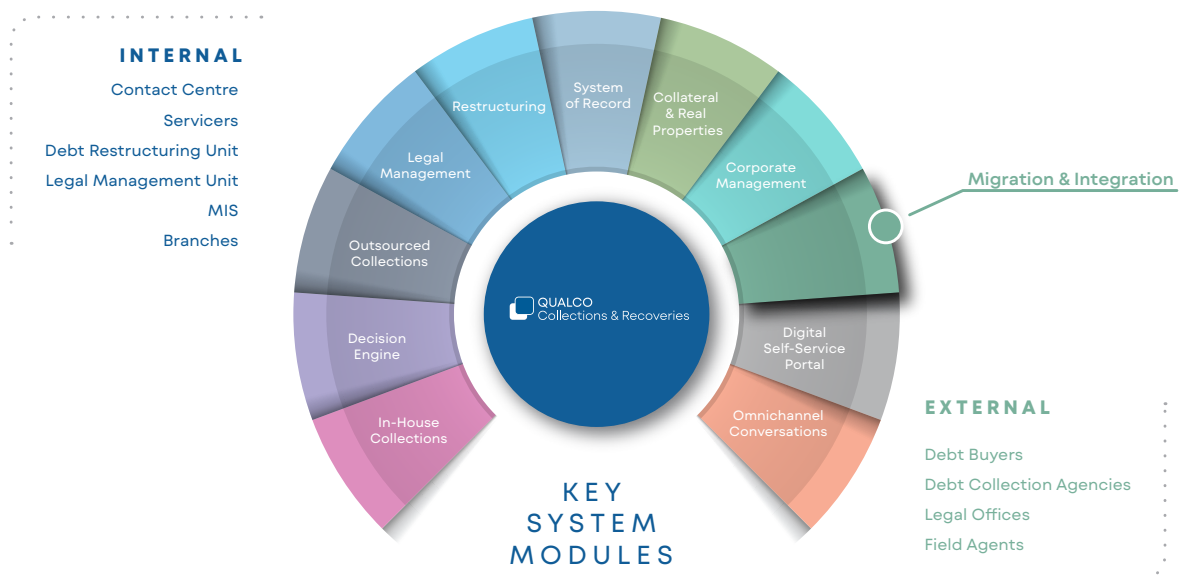 INTERNAL
Contact Centre
Servicers
Debt Restructuring Unit
Legal Management Unit
MIS
Branches
In-House
Collections
Decision
Engine
Outsourced
Collections
Legal
Management
Restructuring
System
of Record
Collateral
& Real
Properties
Corporate
Management
Migration & Integration
Digital
Self-Service
Portal
Omnichannel
Conversations
QUALCO
Collections & Recoveries
KEY
SYSTEM
MODULES
EXTERNAL
Debt Buyers
Debt Collection Agencies
Legal Offices
Field Agents